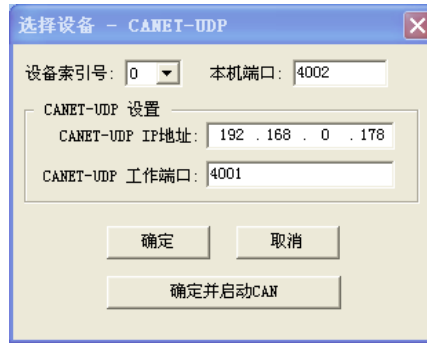 选择设备 - CANET-UDP
设备索引号: 0 本机端口: 4002
CANET-UDP 设置
CANET-UDP IP地址: 192 . 168 . 0 . 178
CANET-UDP 工作端口: 4001
确定 取消
确定并启动CAN